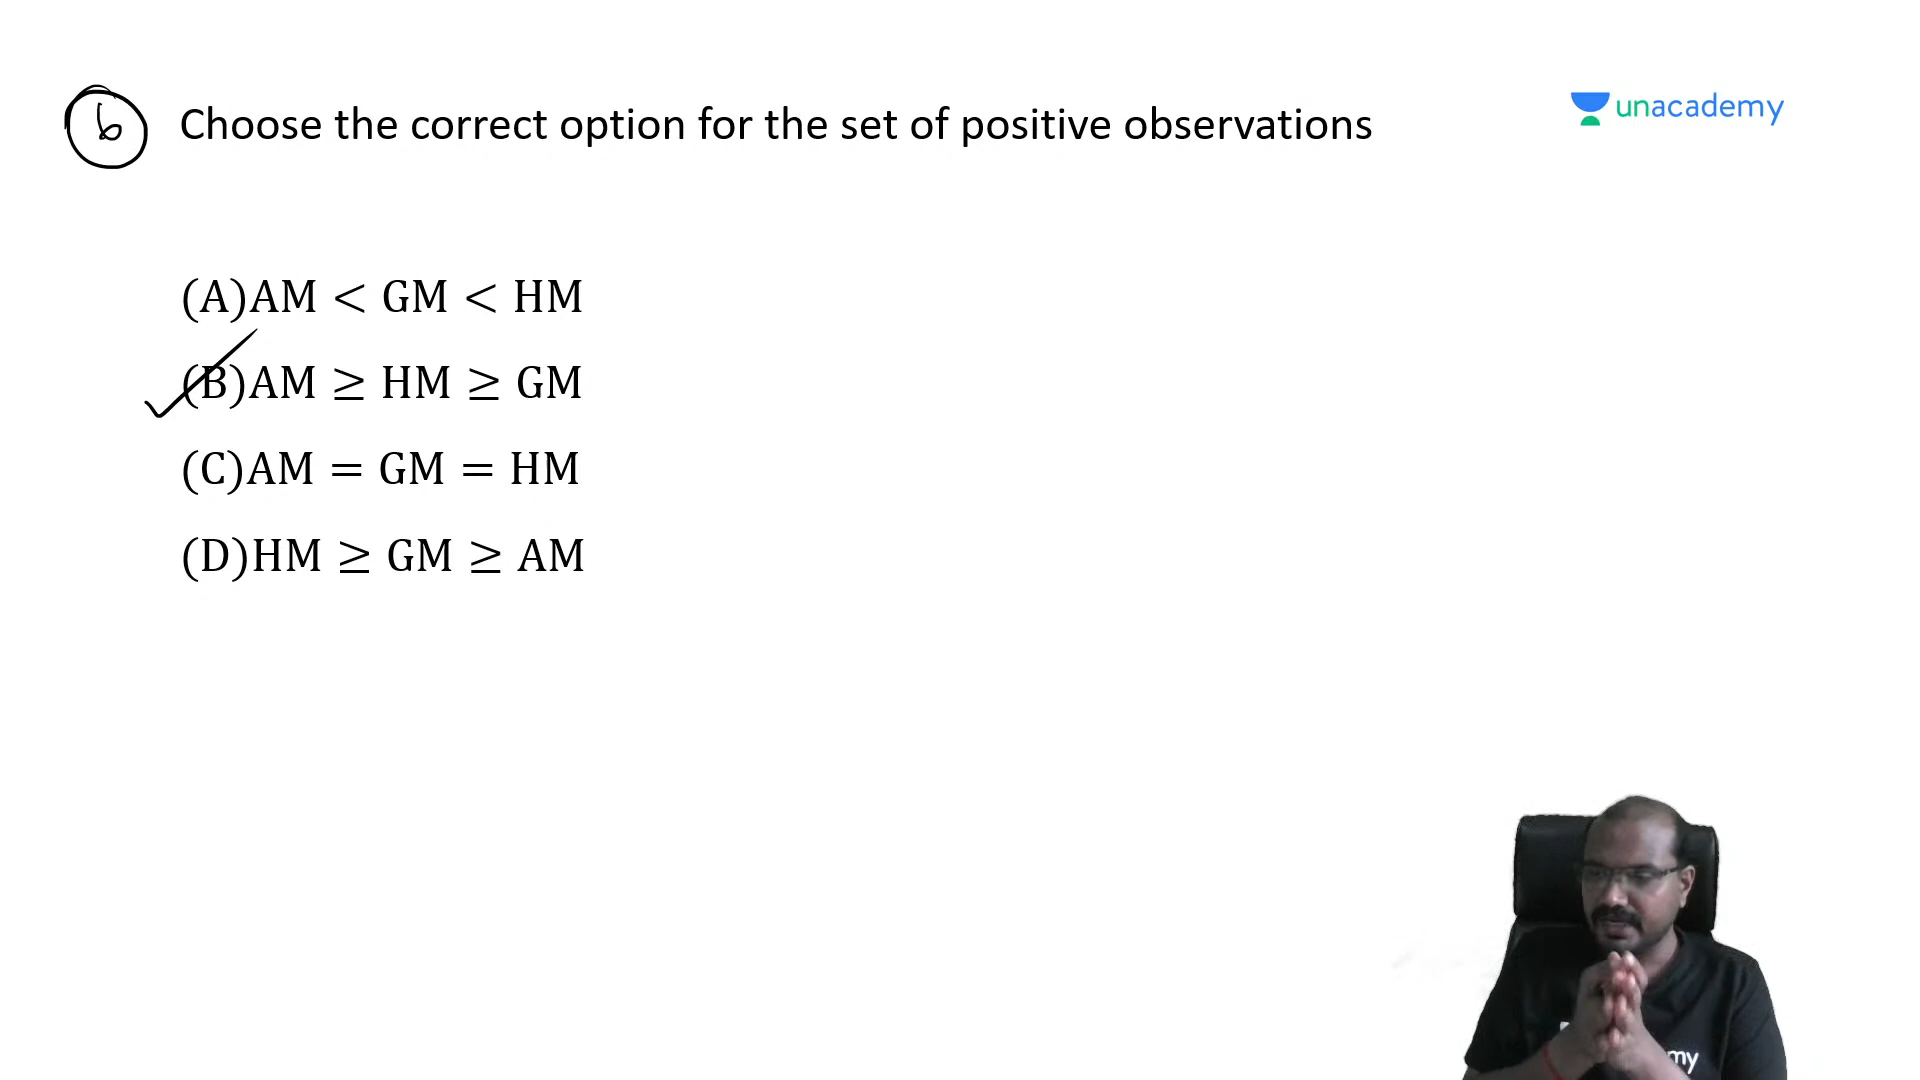 6 Choose the correct option for the set of positive observations
unacademy
(A)AM < GM < HM
(B)AM ≥ HM ≥ GM
(C)AM = GM = HM
(D)HM ≥ GM ≥ AM
my